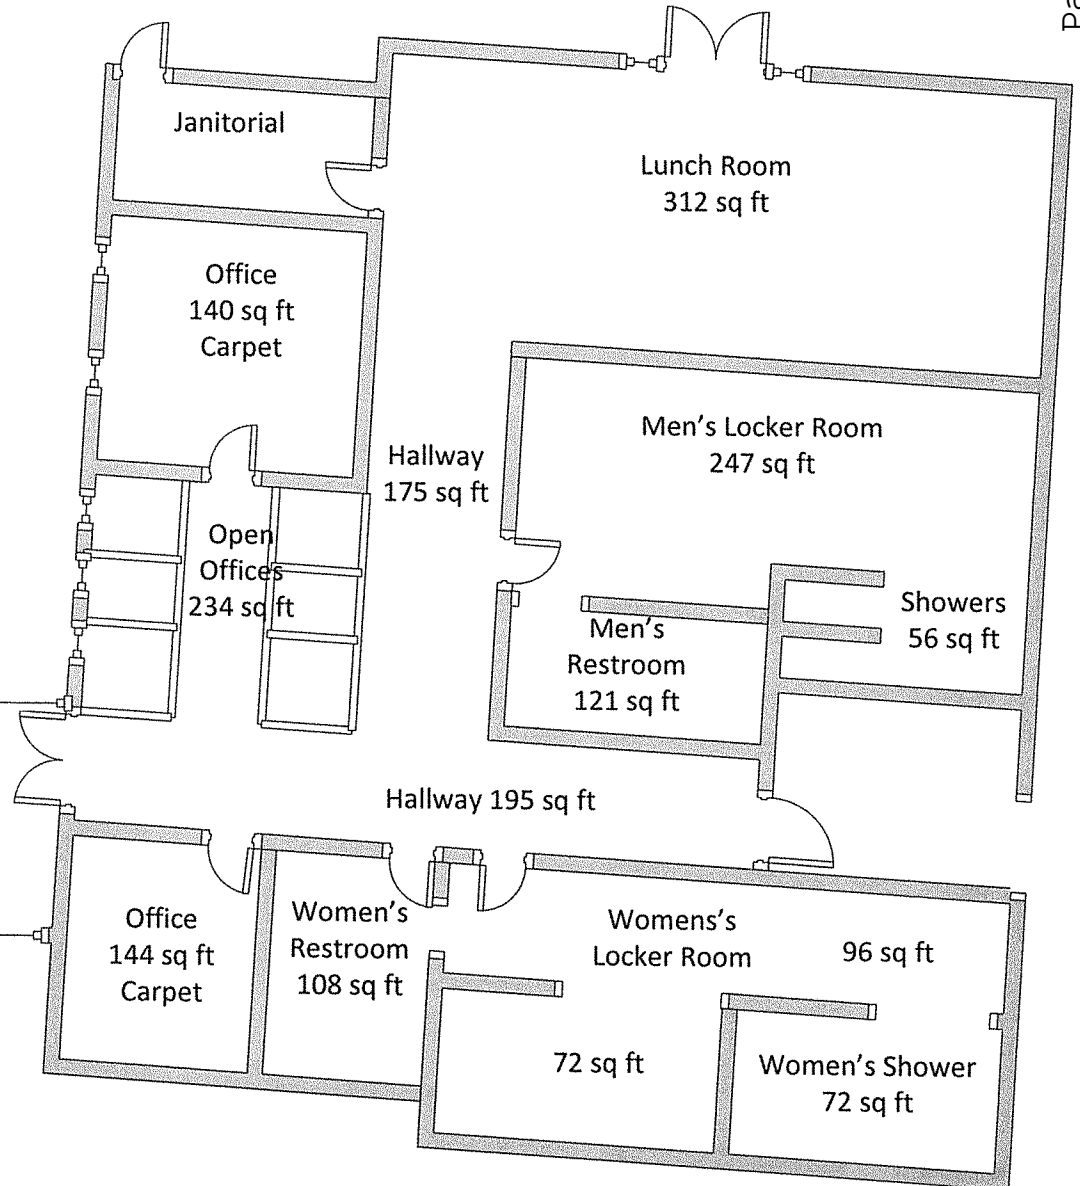 Pa
Janitorial
Lunch Room
312 sq ft
Office
140 sq ft
Carpet
Men's Locker Room
247 sq ft
Hallway
175 sq ft
Open
Offices
234 sq ft
Showers
56 sq ft
Men's
Restroom
121 sq ft
Hallway 195 sq ft
Office
144 sq ft
Carpet
Women's
Restroom
108 sq ft
Womens's
Locker Room
96 sq ft
72 sq ft
Women's Shower
72 sq ft